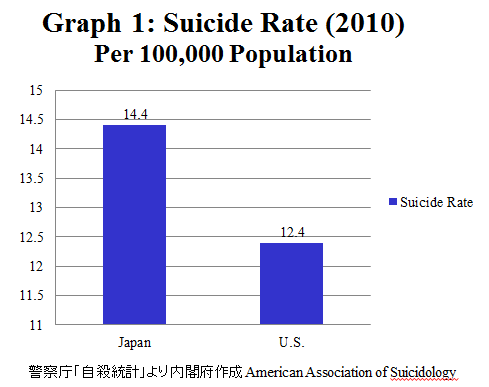 Graph 1: Suicide Rate (2010)
Per 100,000 Population
15
14.5
14
13.5
13
12.5
12
11.5
11
14.4
12.4
Japan
U.S.
Suicide Rate
警察庁「自殺統計」より内閣府作成 American Association of Suicidology